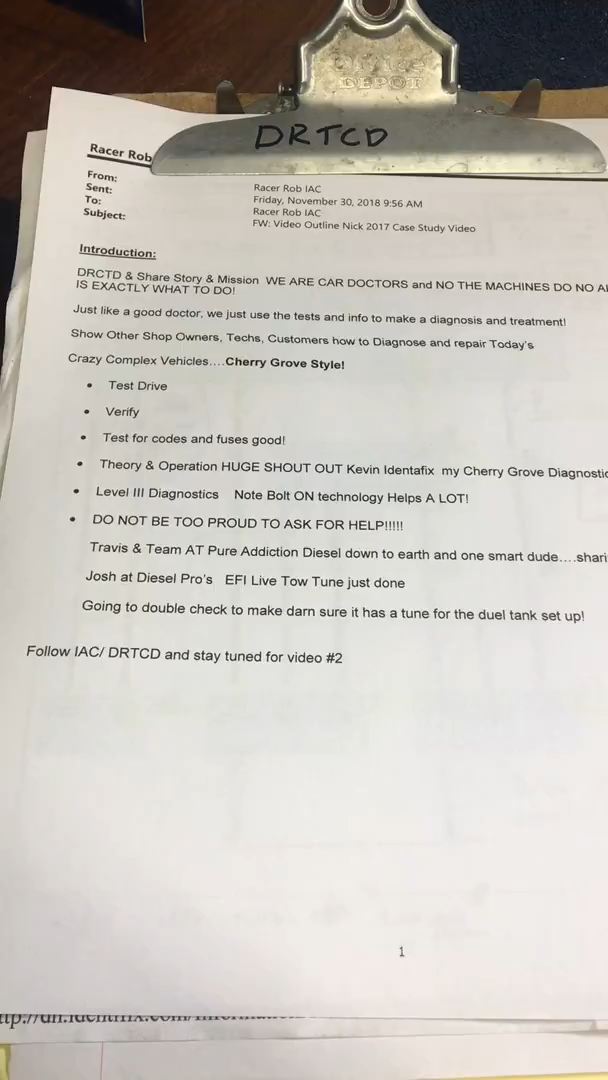 Office
DEPOT
DRTCD
Racer Rob
From:
Sent: Racer Rob IAC
To: Friday, November 30, 2018 9:56 AM
Subject: Racer Rob IAC
FW: Video Outline Nick 2017 Case Study Video
Introduction:
DRCTD & Share Story & Mission WE ARE CAR DOCTORS and NO THE MACHINES DO NO
IS EXACTLY WHAT TO DO!
Just like a good doctor, we just use the tests and info to make a diagnosis and treatment!
Show Other Shop Owners, Techs, Customers how to Diagnose and repair Today's
Crazy Complex Vehicles....Cherry Grove Style!
• Test Drive
• Verify
• Test for codes and fuses good!
• Theory & Operation HUGE SHOUT OUT Kevin Identafix my Cherry Grove Diagnostic
• Level III Diagnostics Note Bolt ON technology Helps A LOT!
• DO NOT BE TOO PROUD TO ASK FOR HELP!!!!!
Travis & Team AT Pure Addiction Diesel down to earth and one smart dude....shari
Josh at Diesel Pro's EFI Live Tow Tune just done
Going to double check to make darn sure it has a tune for the duel tank set up!
Follow IAC/ DRTCD and stay tuned for video #2
1